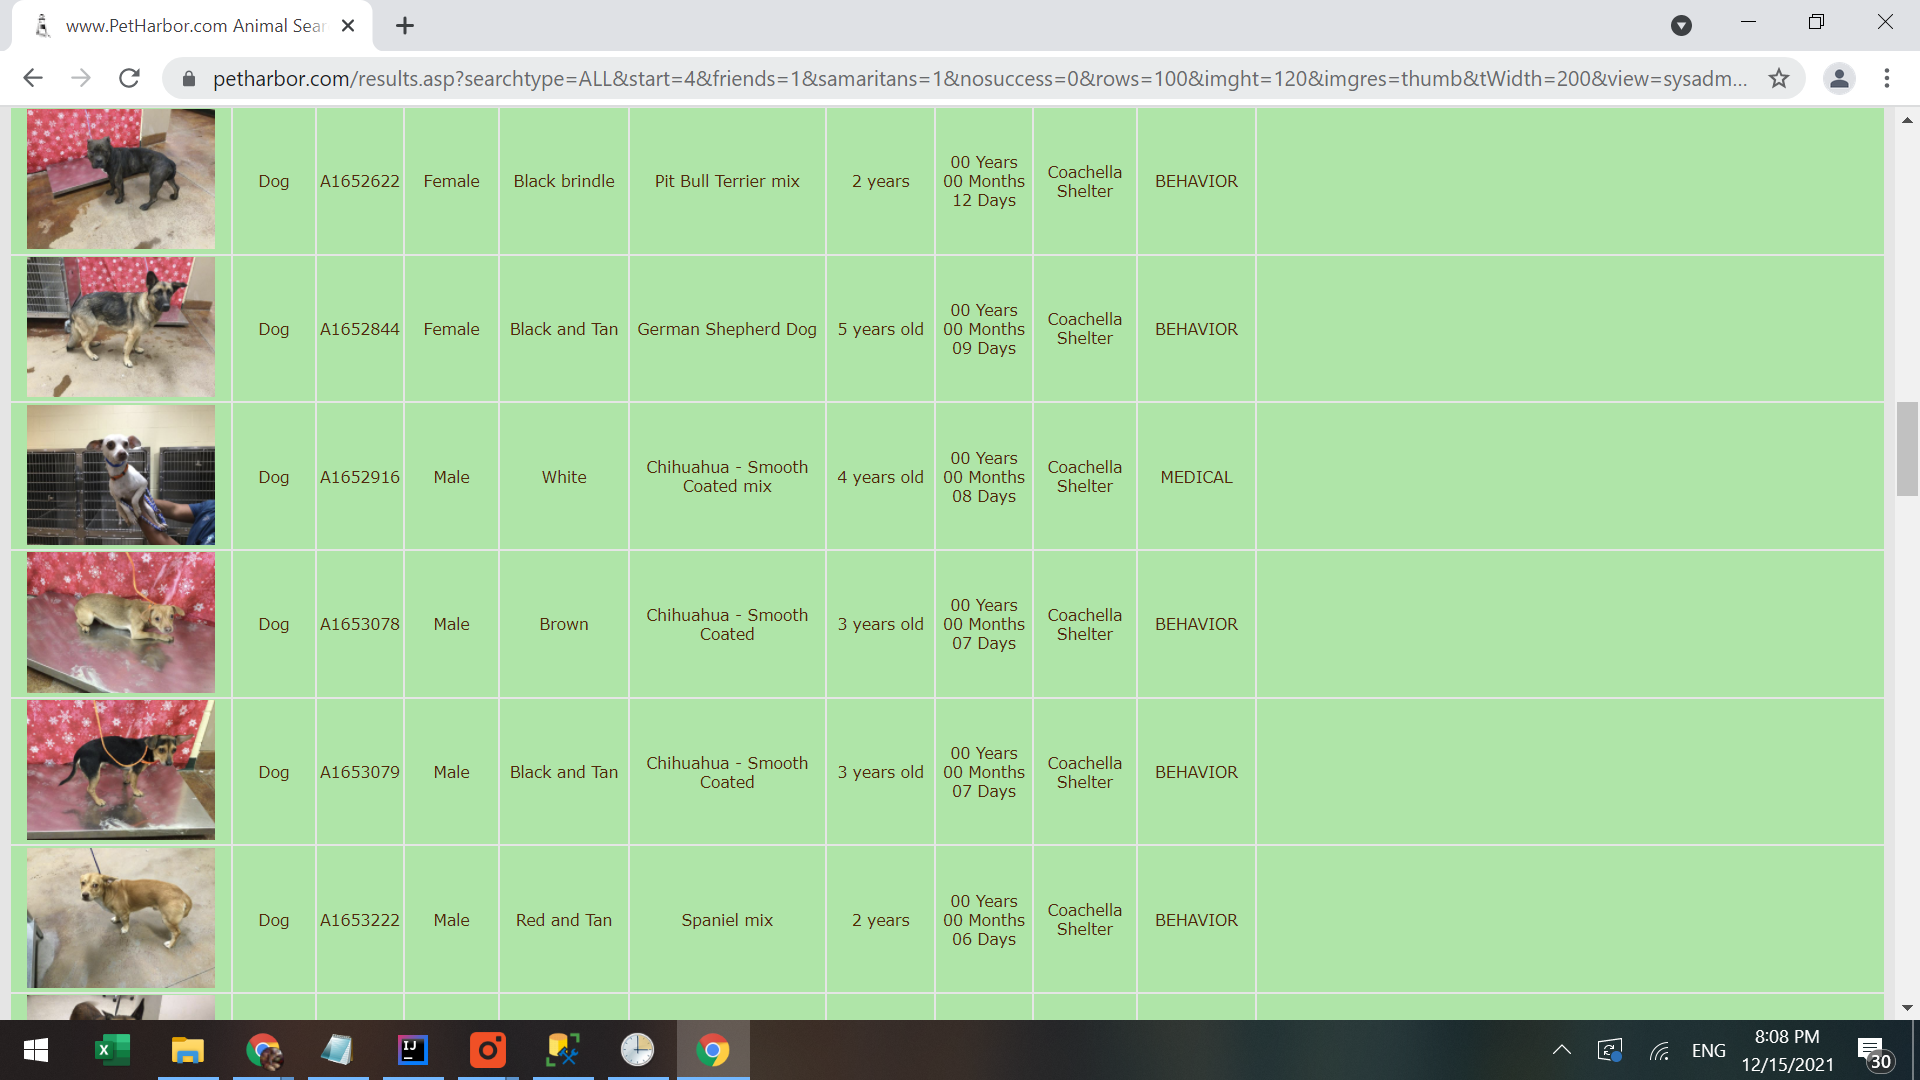 www.PetHarbor.com Animal Sear
petharbor.com/results.asp?searchtype=ALL&start=4&friends=1&samaritans=1&nosuccess=0&rows=100&imght=120&imgres=thumb&tWidth=200&view=sysadm...
Dog A1652622 Female Black brindle Pit Bull Terrier mix 2 years 00 Years 00 Months 12 Days Coachella Shelter BEHAVIOR
Dog A1652844 Female Black and Tan German Shepherd Dog 5 years old 00 Years 00 Months 09 Days Coachella Shelter BEHAVIOR
Dog A1652916 Male White Chihuahua - Smooth Coated mix 4 years old 00 Years 00 Months 08 Days Coachella Shelter MEDICAL
Dog A1653078 Male Brown Chihuahua - Smooth Coated 3 years old 00 Years 00 Months 07 Days Coachella Shelter BEHAVIOR
Dog A1653079 Male Black and Tan Chihuahua - Smooth Coated 3 years old 00 Years 00 Months 07 Days Coachella Shelter BEHAVIOR
Dog A1653222 Male Red and Tan Spaniel mix 2 years 00 Years 00 Months 06 Days Coachella Shelter BEHAVIOR
IJ
ENG
8:08 PM
12/15/2021
30